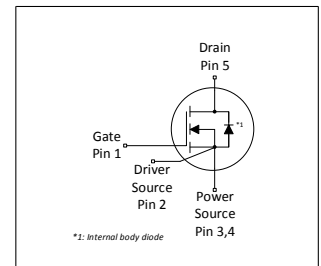 Drain
Pin 5
*1
Gate
Pin 1
Driver
Source
Pin 2
Power
Source
Pin 3,4
*1: Internal body diode